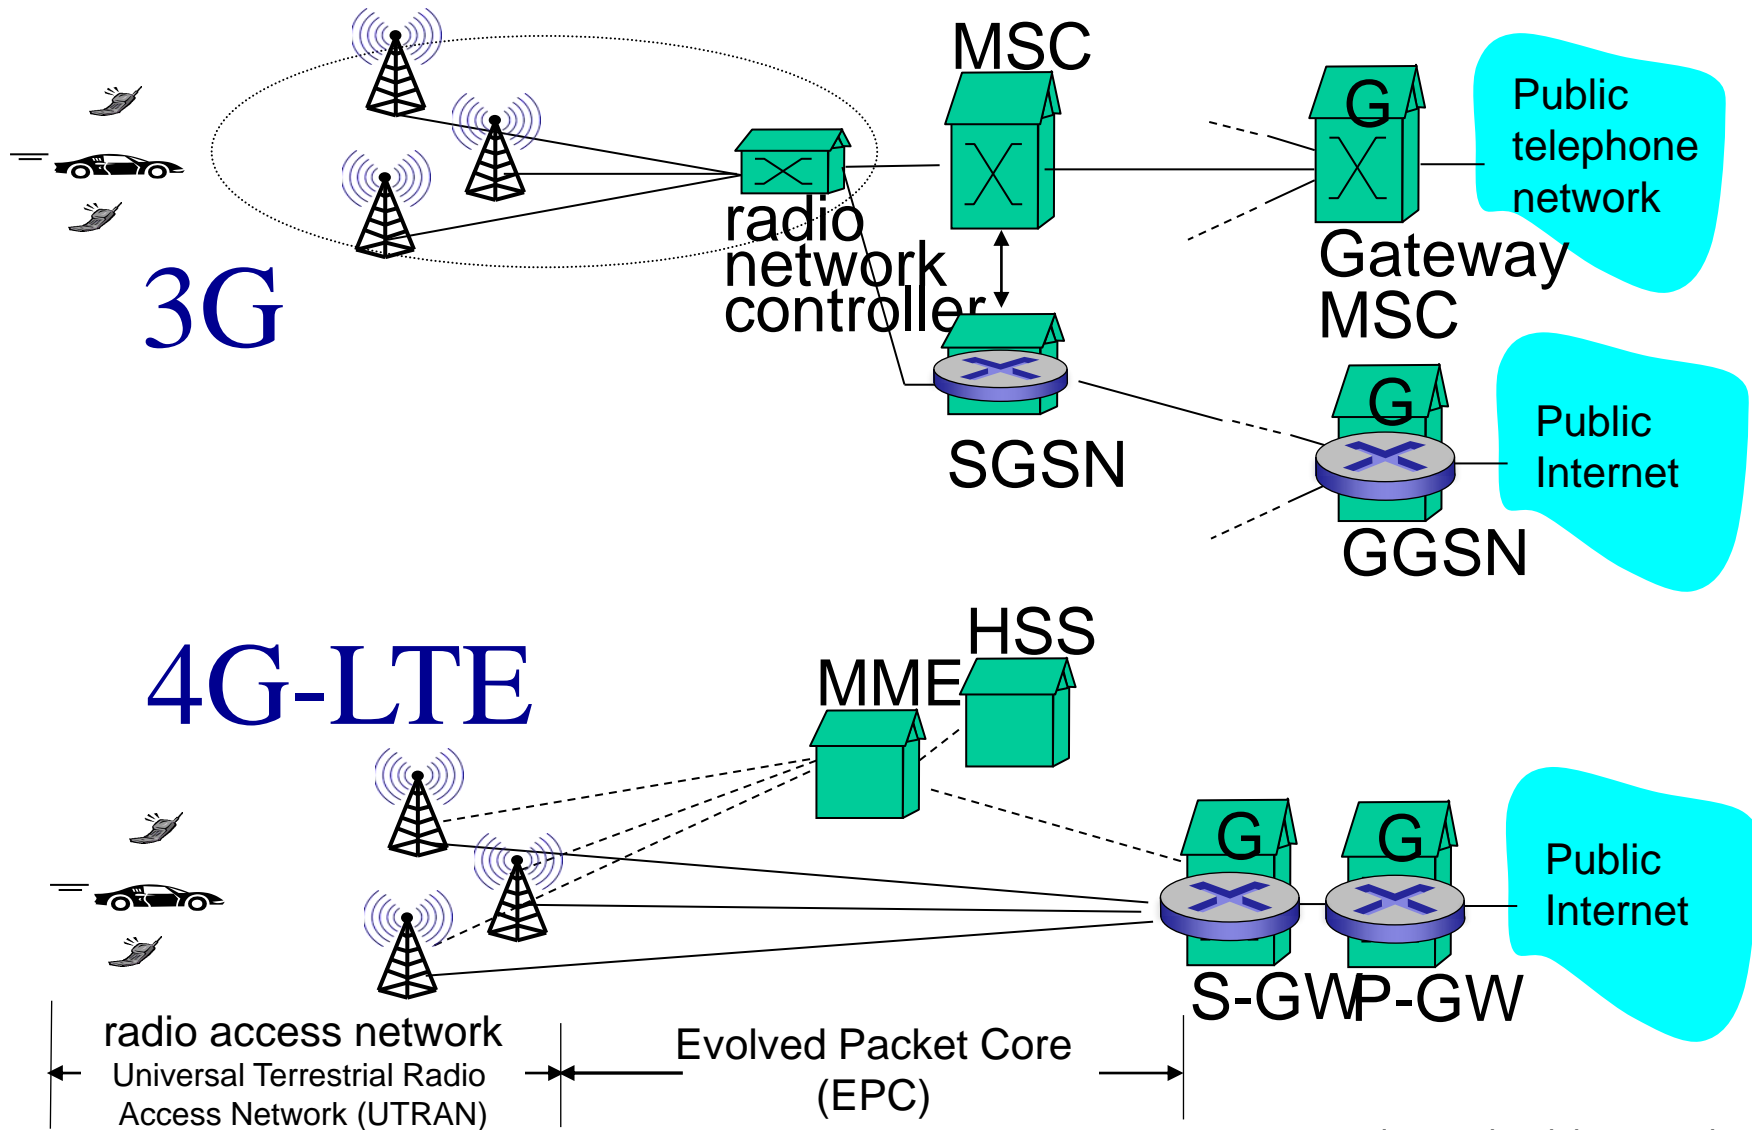 MSC
G
Public
telephone
network
radio
network
controller
Gateway
MSC
3G
G
Public
Internet
SGSN
GGSN
HSS
4G-LTE
MME
G
G
Public
Internet
S-GW
P-GW
radio access network
Universal Terrestrial Radio
Access Network (UTRAN)
Evolved Packet Core
(EPC)